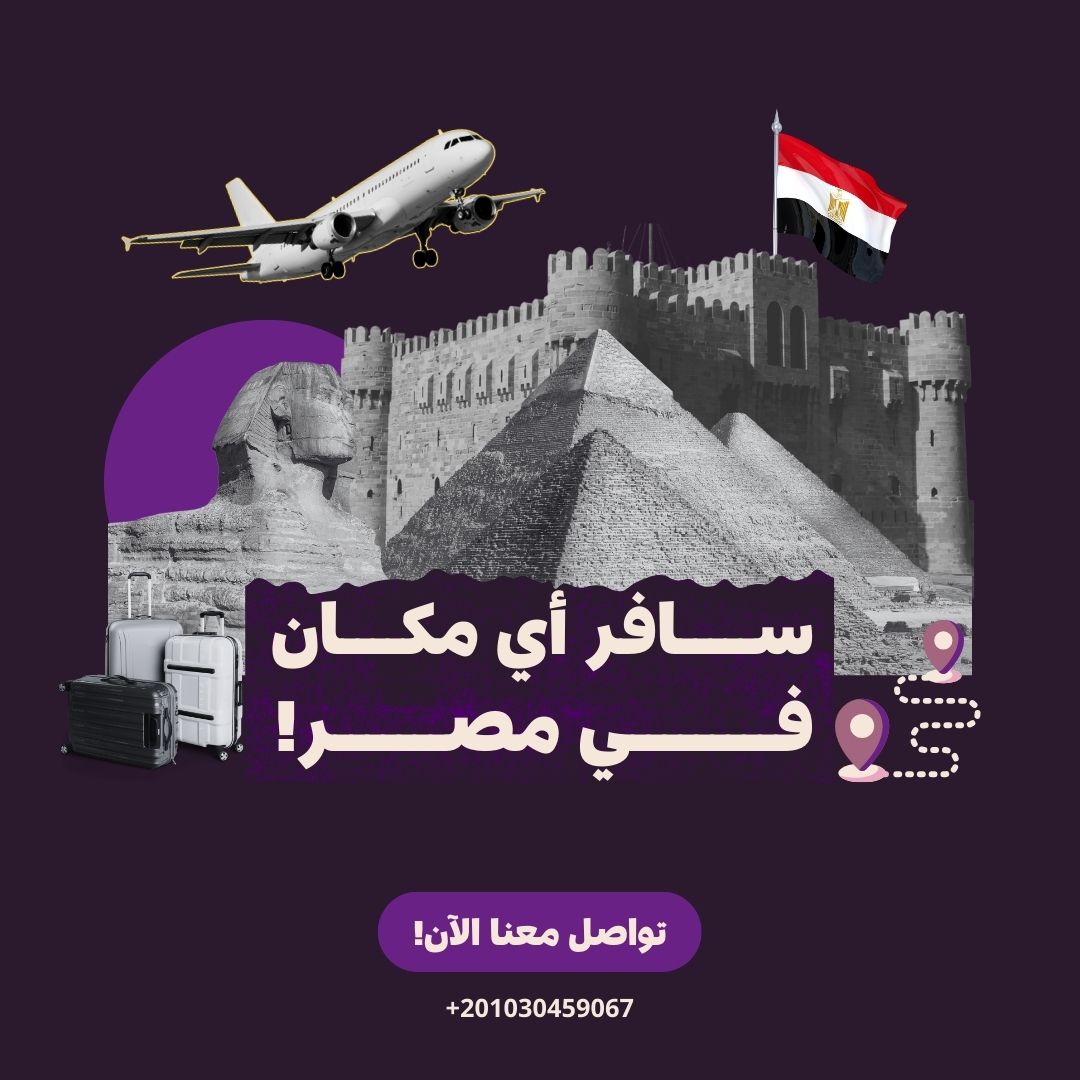 سافر أي مكان
في مصر!
تواصل معنا الآن!
+201030459067